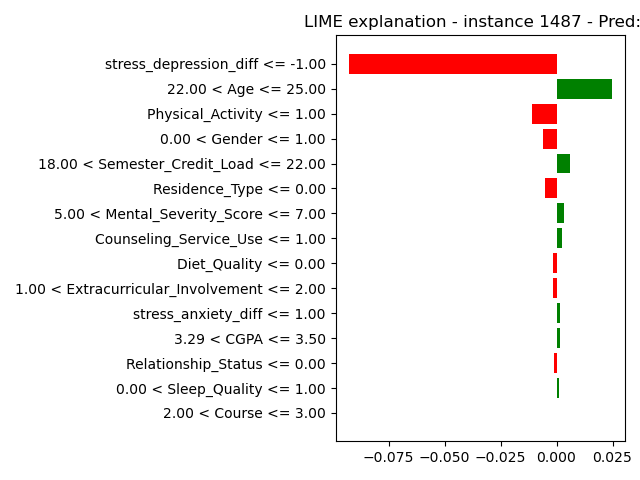 LIME explanation - instance 1487 - Pred:
stress_depression_diff <= -1.00
22.00 < Age <= 25.00
Physical_Activity <= 1.00
0.00 < Gender <= 1.00
18.00 < Semester_Credit_Load <= 22.00
Residence_Type <= 0.00
5.00 < Mental_Severity_Score <= 7.00
Counseling_Service_Use <= 1.00
Diet_Quality <= 0.00
1.00 < Extracurricular_Involvement <= 2.00
stress_anxiety_diff <= 1.00
3.29 < CGPA <= 3.50
Relationship_Status <= 0.00
0.00 < Sleep_Quality <= 1.00
2.00 < Course <= 3.00
−0.075 −0.050 −0.025 0.000 0.025